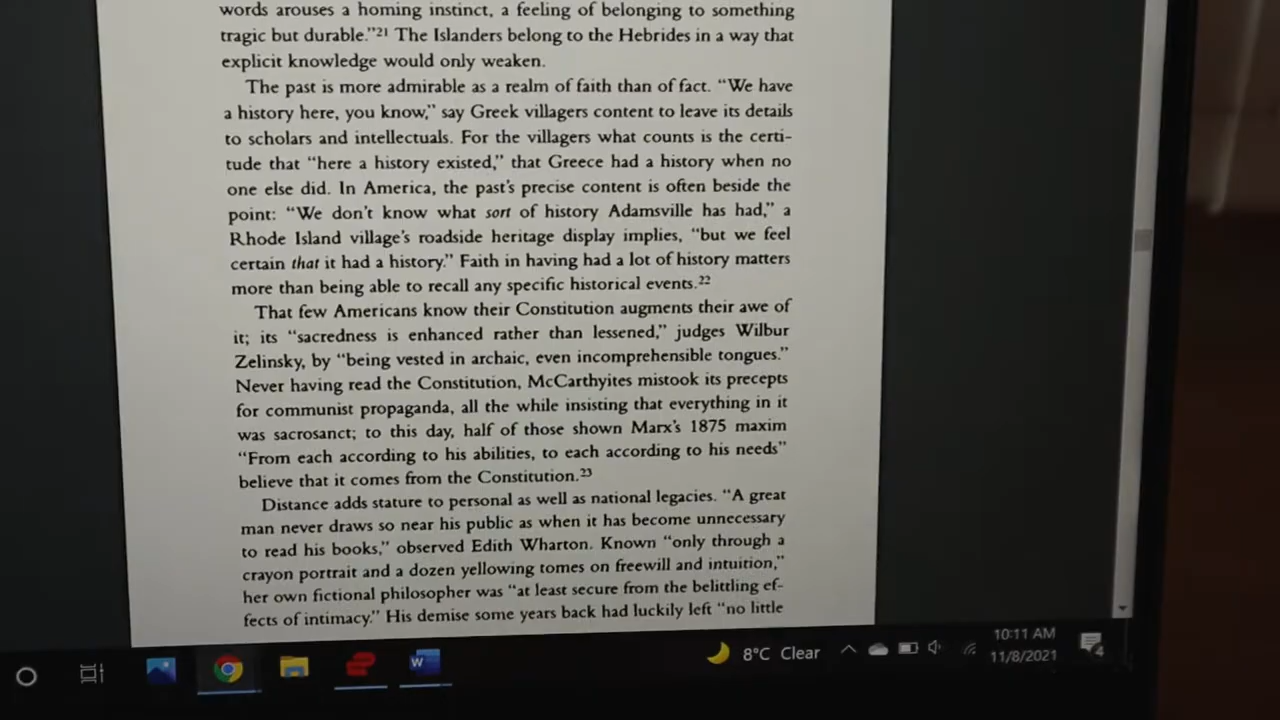 words arouses a homing instinct, a feeling of belonging to something
tragic but durable."21 The Islanders belong to the Hebrides in a way that
explicit knowledge would only weaken.
The past is more admirable as a realm of faith than of fact. “We have
a history here, you know,” say Greek villagers content to leave its details
to scholars and intellectuals. For the villagers what counts is the certi-
tude that “here a history existed,” that Greece had a history when no
one else did. In America, the past's precise content is often beside the
point: “We don't know what sort of history Adamsville has had,” a
Rhode Island village's roadside heritage display implies, “but we feel
certain that it had a history.” Faith in having had a lot of history matters
more than being able to recall any specific historical events.22
That few Americans know their Constitution augments their awe of
it; its “sacredness is enhanced rather than lessened,” judges Wilbur
Zelinsky, by “being vested in archaic, even incomprehensible tongues.”
Never having read the Constitution, McCarthyites mistook its precepts
for communist propaganda, all the while insisting that everything in it
was sacrosanct; to this day, half of those shown Marx's 1875 maxim
“From each according to his abilities, to each according to his needs”
believe that it comes from the Constitution.23
Distance adds stature to personal as well as national legacies. “A great
man never draws so near his public as when it has become unnecessary
to read his books,” observed Edith Wharton. Known “only through a
crayon portrait and a dozen yellowing tomes on freewill and intuition,”
her own fictional philosopher was “at least secure from the belittling ef-
fects of intimacy.” His demise some years back had luckily left “no little
8°C Clear
10:11 AM
11/8/2021
4
W